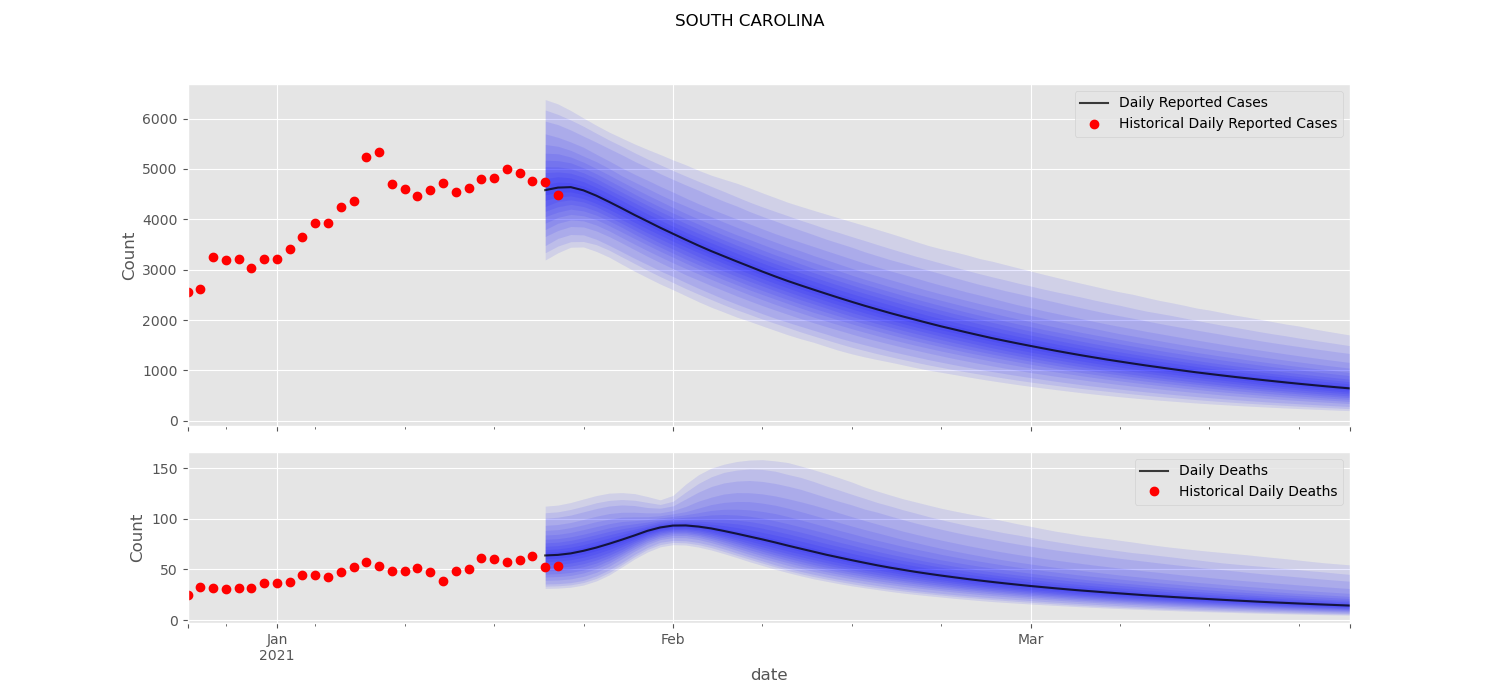 SOUTH CAROLINA
Daily Reported Cases
Historical Daily Reported Cases
6000
5000
4000
3000
2000
1000
0
Count
Daily Deaths
Historical Daily Deaths
150
100
50
0
Count
Jan
2021
Feb
Mar
date